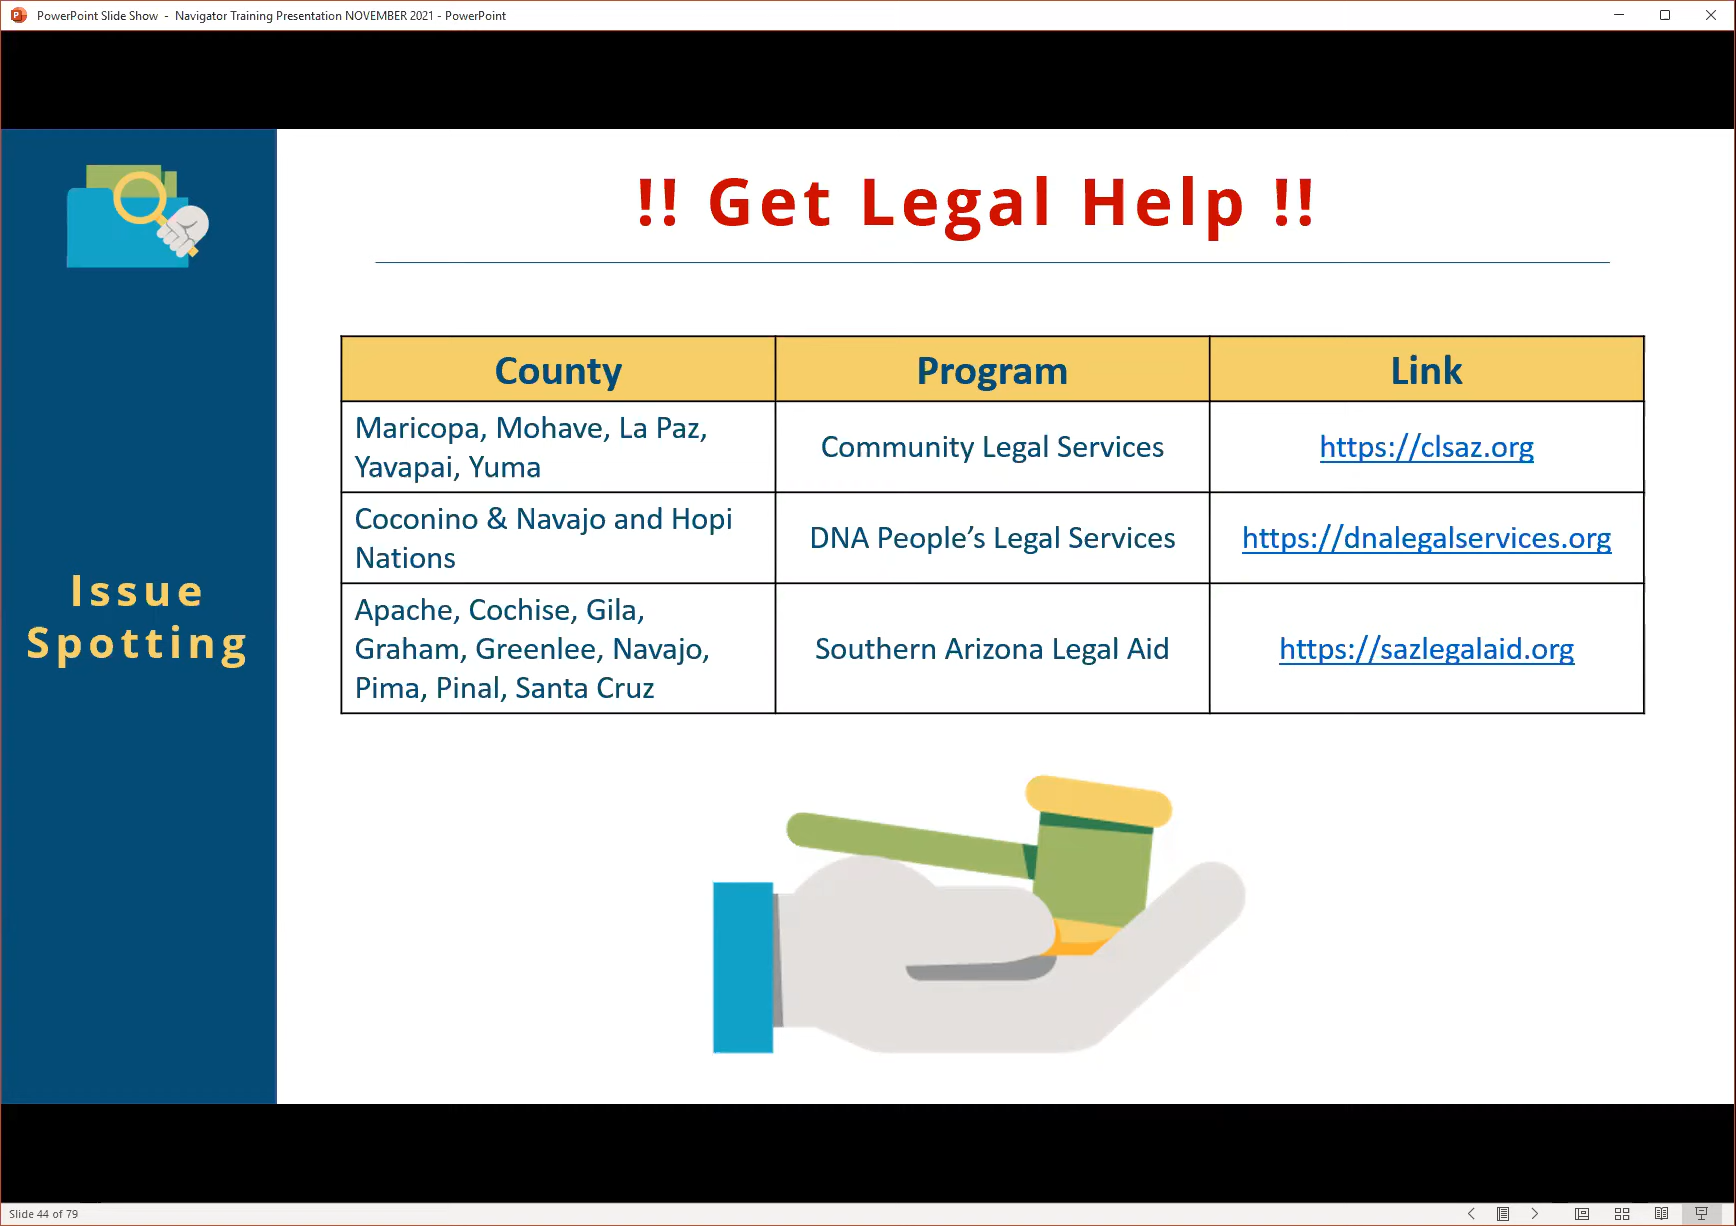 PowerPoint Slide Show - Navigator Training Presentation NOVEMBER 2021 - PowerPoint
Issue
Spotting
!! Get Legal Help !!
County Program Link
Maricopa, Mohave, La Paz,
Yavapai, Yuma
Community Legal Services
https://clsaz.org
Coconino & Navajo and Hopi
Nations
DNA People’s Legal Services
https://dnalegalservices.org
Apache, Cochise, Gila,
Graham, Greenlee, Navajo,
Pima, Pinal, Santa Cruz
Southern Arizona Legal Aid
https://sazlegalaid.org
Slide 44 of 79